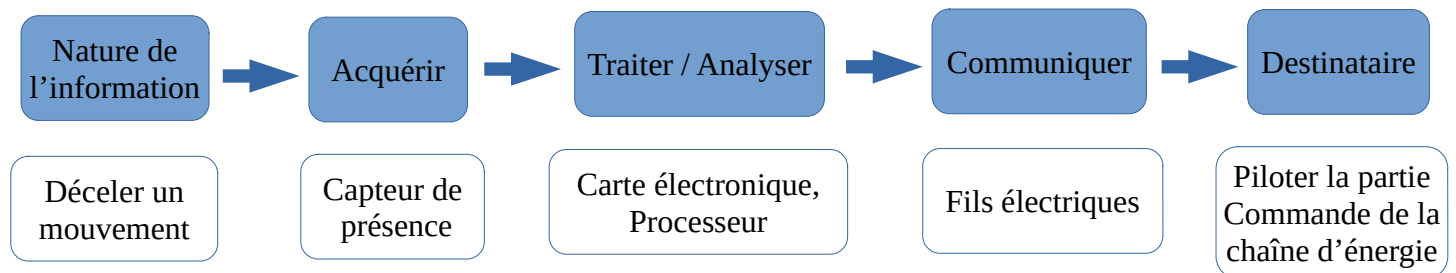 Nature de
l’information
Acquérir
Traiter / Analyser
Communiquer
Destinataire
Déceler un
mouvement
Capteur de
présence
Carte électronique,
Processeur
Fils électriques
Piloter la partie
Commande de la
chaîne d’énergie